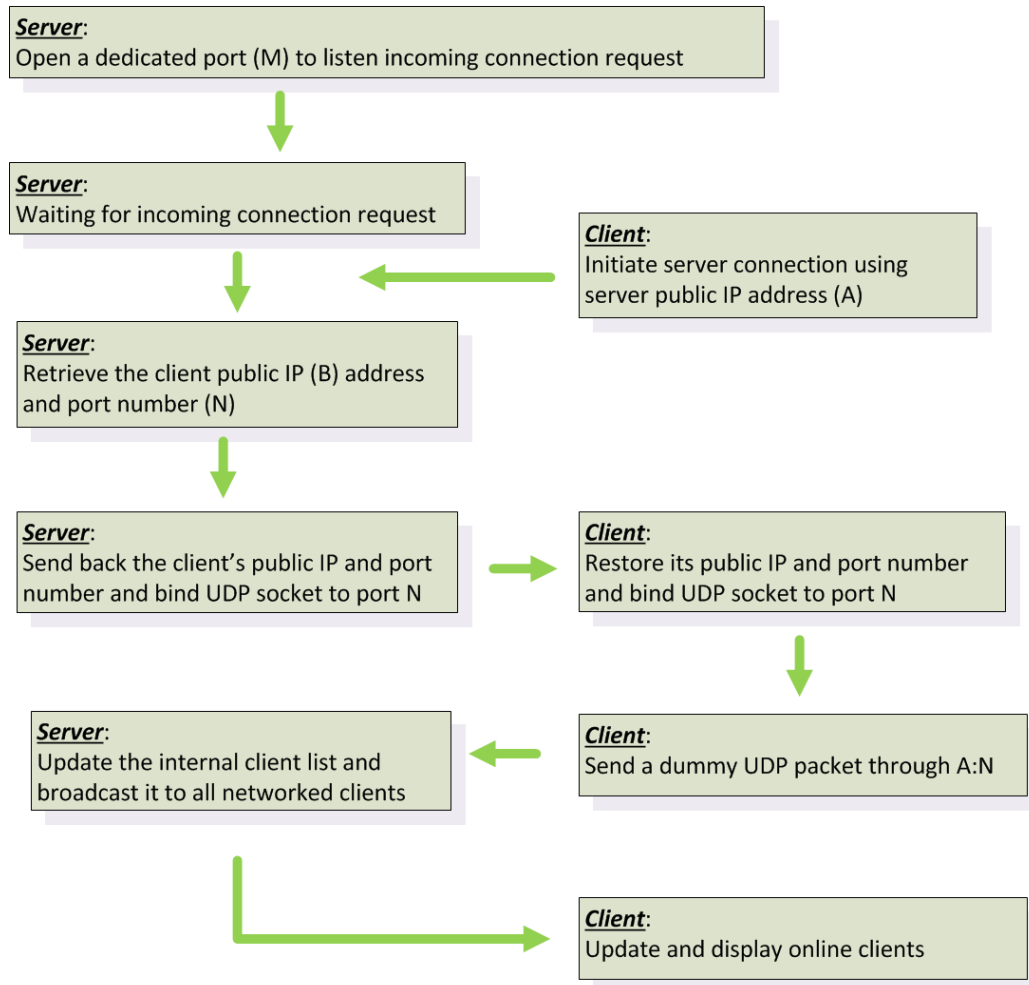 Server:
Open a dedicated port (M) to listen incoming connection request
Server:
Waiting for incoming connection request
Client:
Initiate server connection using
server public IP address (A)
Server:
Retrieve the client public IP (B) address
and port number (N)
Server:
Send back the client’s public IP and port
number and bind UDP socket to port N
Client:
Restore its public IP and port number
and bind UDP socket to port N
Client:
Send a dummy UDP packet through A:N
Server:
Update the internal client list and
broadcast it to all networked clients
Client:
Update and display online clients